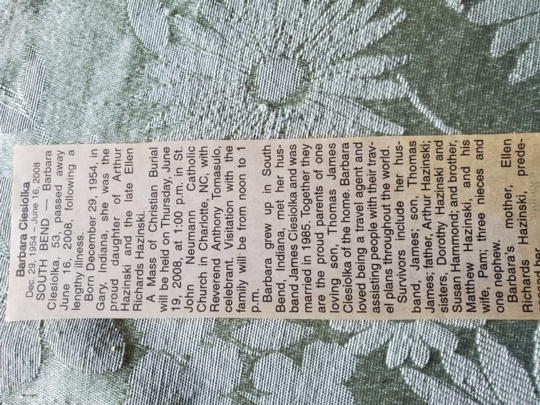 Barbara Ciesiolka
Dec. 29, 1954 – June 16, 2008
SOUTH BEND — Barbara
Ciesiolka, 53, passed away
June 16, 2008, following a
lengthy illness.
Born December 29, 1954, in
Gary, Indiana, she was the
proud daughter of Arthur
Hazinski and the late Ellen
Richards Hazinski.
A Mass of Christian Burial
will be held on Thursday, June
19, 2008, at 1:00 p.m. in St.
John Neumann Catholic
Church in Charlotte, NC, with
Reverend Anthony Tomasulo,
celebrant. Visitation with the
family will be from noon to 1
p.m.
Barbara grew up in South
Bend, Indiana, met her hus-
band, James Ciesiolka and was
married in 1985. Together they
are the proud parents of one
loving son, Thomas James
Ciesiolka of the home. Barbara
loved being a travel agent and
assisting people with their trav-
el plans throughout the world.
Survivors include her hus-
band, James; son, Thomas
James; father, Arthur Hazinski;
sisters, Dorothy Hazinski and
Susan Hammond; and brother,
Matthew Hazinski, and his
wife, Pam; three nieces and
one nephew.
Barbara's mother, Ellen
Richards Hazinski, prede-